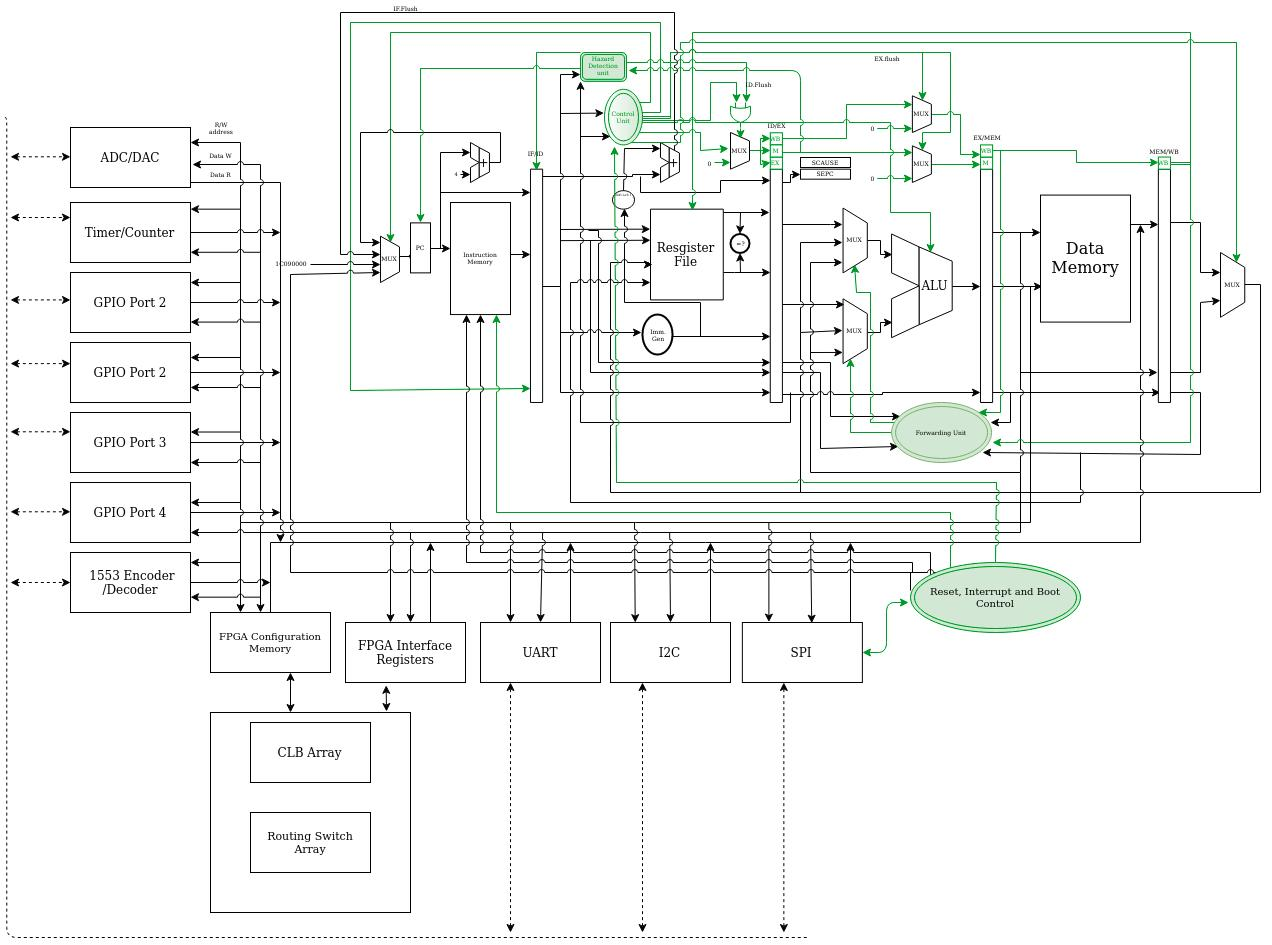 IF.Flush
Hazard
Detection
unit
EX.flush
ID.Flush
Control
Unit
MUX
0
R/W
address
ID/EX
WB
M
EX
MUX
0
EX/MEM
WB
M
MEM/WB
WB
ADC/DAC
Data W
Data R
+
4
IF/ID
+
SCAUSE
SEPC
MUX
0
Timer/Counter
PC
Instruction
Memory
MUX
1C090000
Resgister
File
=?
MUX
ALU
Data
Memory
MUX
GPIO Port 2
Imm.
Gen
MUX
GPIO Port 2
GPIO Port 3
Forwarding Unit
GPIO Port 4
1553 Encoder
/Decoder
Reset, Interrupt and Boot
Control
FPGA Configuration
Memory
FPGA Interface
Registers
UART
I2C
SPI
CLB Array
Routing Switch
Array